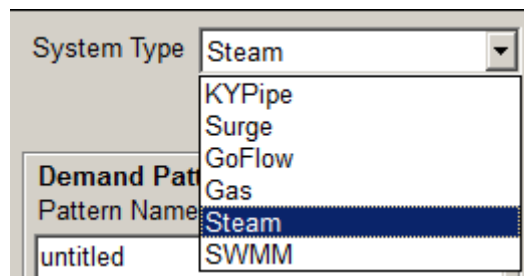 System Type Steam
KYPipe
Surge
GoFlow
Demand Patt
Gas
Pattern Name
Steam
untitled
SWMM